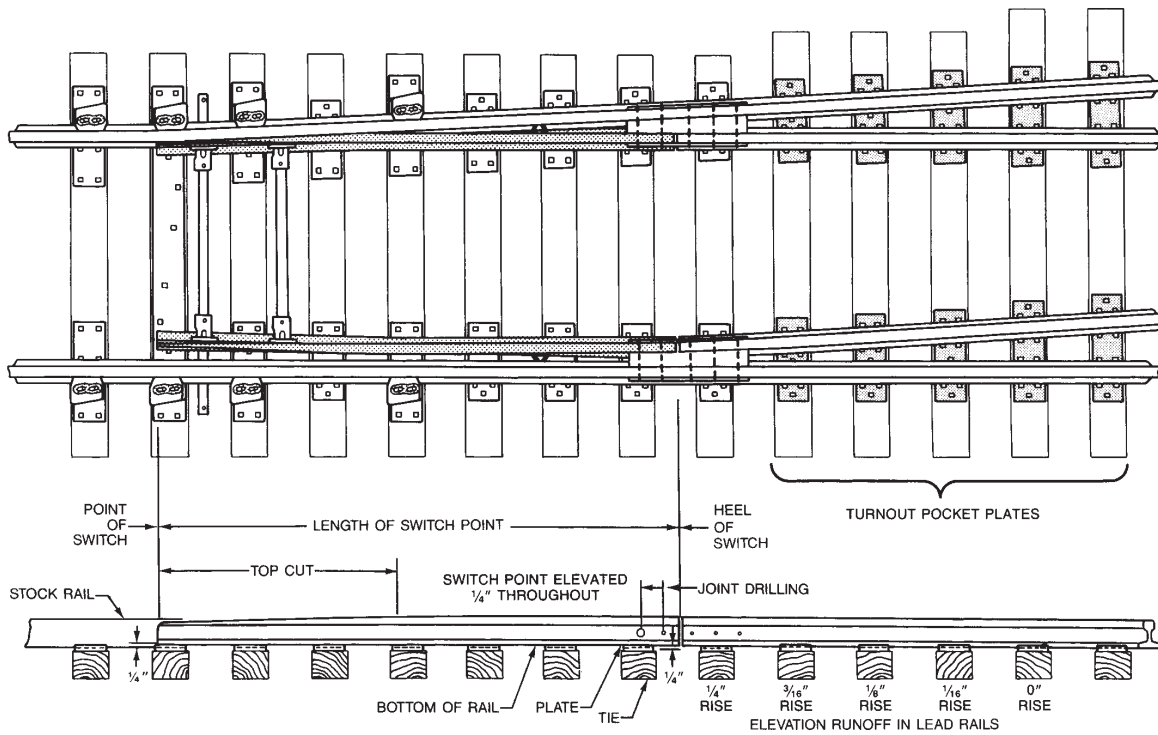 POINT
OF
SWITCH
LENGTH OF SWITCH POINT
HEEL
OF
SWITCH
TURNOUT POCKET PLATES
TOP CUT
SWITCH POINT ELEVATED
1/4" THROUGHOUT
JOINT DRILLING
STOCK RAIL
1/4"
BOTTOM OF RAIL
PLATE
TIE
1/4"
1/4"
RISE
3/16"
RISE
1/8"
RISE
1/16"
RISE
0"
RISE
ELEVATION RUNOFF IN LEAD RAILS